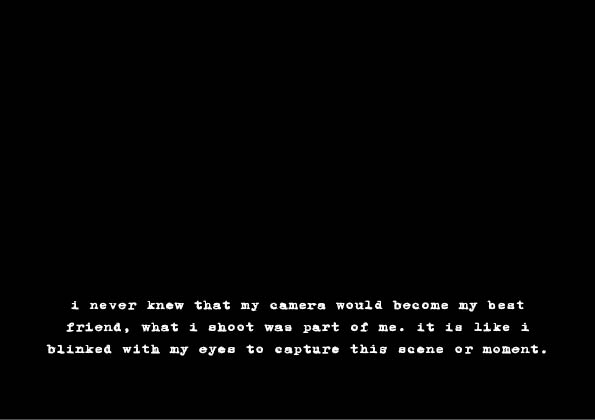 i never knew that my camera would become my best
friend, what i shoot was part of me. it is like i
blinked with my eyes to capture this scene or moment.